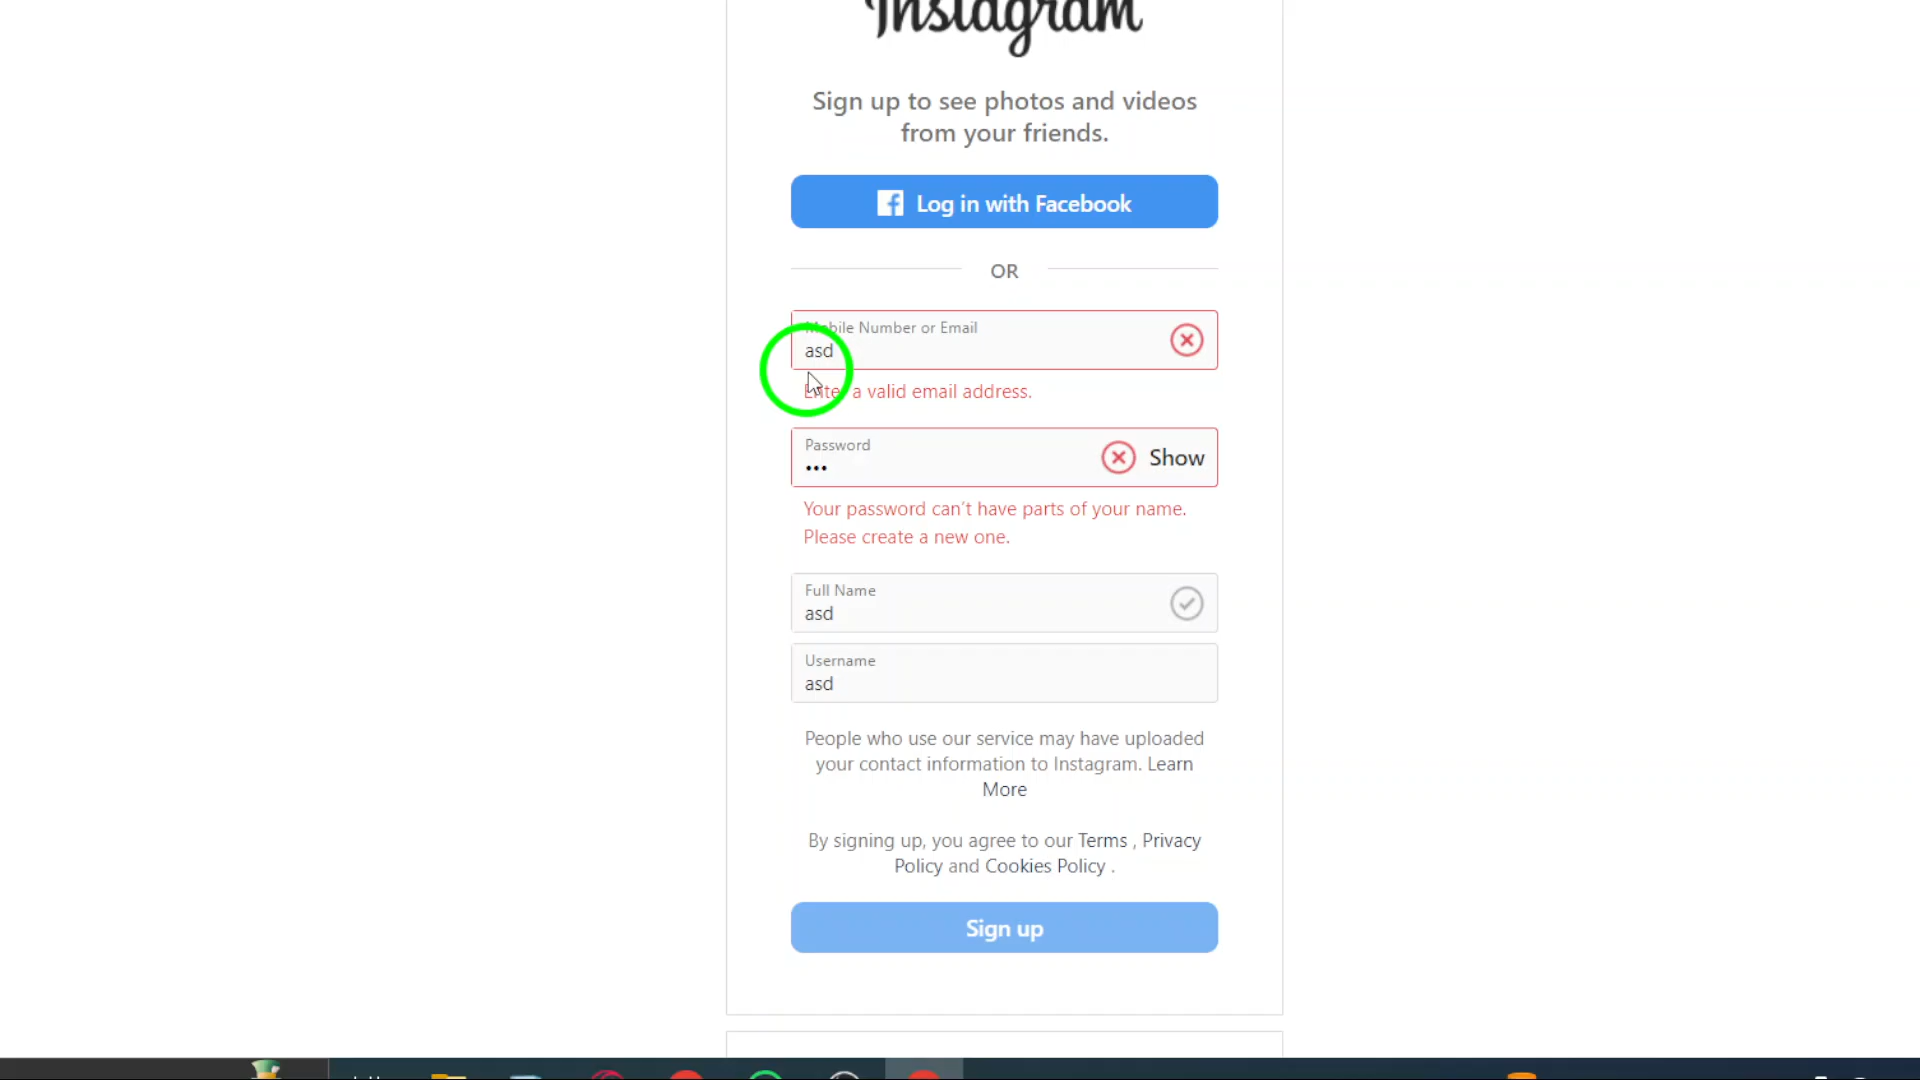 Instagram
Sign up to see photos and videos
from your friends.
Log in with Facebook
OR
Mobile Number or Email
asd
Enter a valid email address.
Password
•••
Show
Your password can't have parts of your name.
Please create a new one.
Full Name
asd
Username
asd
People who use our service may have uploaded
your contact information to Instagram. Learn
More
By signing up, you agree to our Terms , Privacy
Policy and Cookies Policy .
Sign up